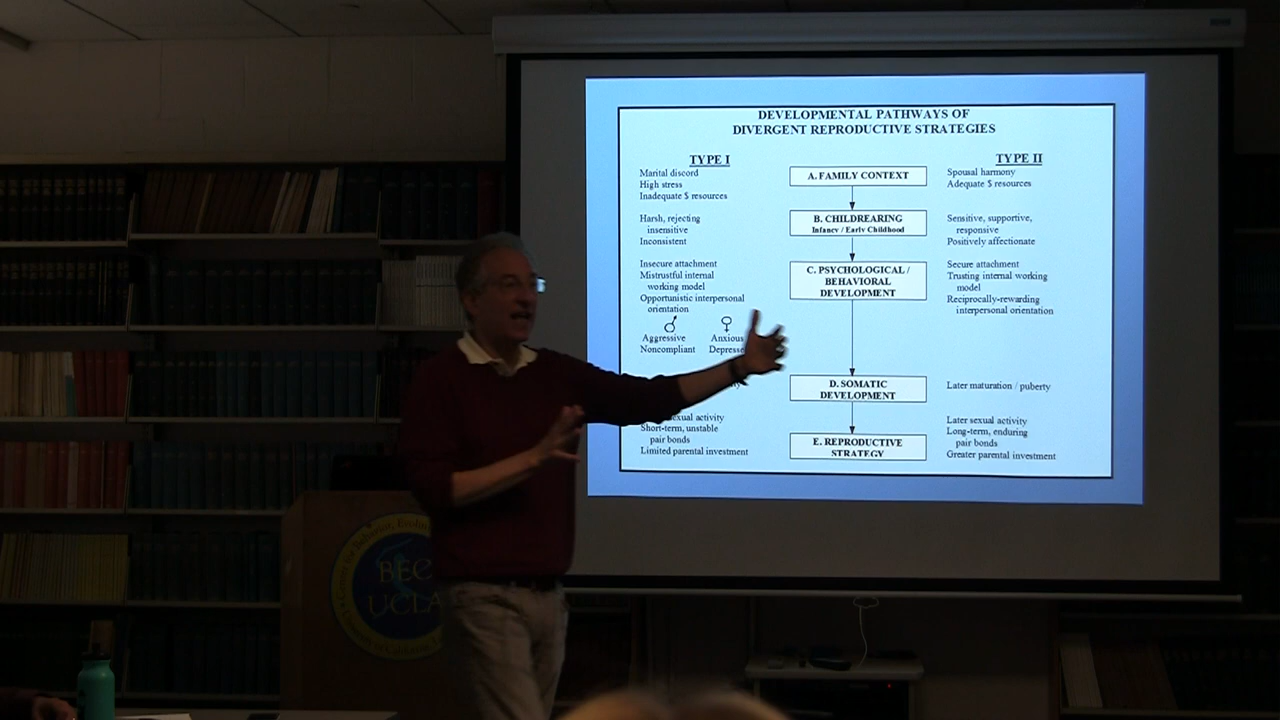 DEVELOPMENTAL PATHWAYS OF
DIVERGENT REPRODUCTIVE STRATEGIES
TYPE I
Marital discord
High stress
Inadequate $ resources
Harsh, rejecting
insensitive
Inconsistent
Insecure attachment
Mistrustful internal
working model
Opportunistic interpersonal
orientation
♂
♀
Aggressive
Anxious
Noncompliant
sexual activity
Short-term, unstable
pair bonds
Limited parental investment
A. FAMILY CONTEXT
B. CHILDREARING
Infancy / Early Childhood
C. PSYCHOLOGICAL /
BEHAVIORAL
DEVELOPMENT
D. SOMATIC
DEVELOPMENT
E. REPRODUCTIVE
STRATEGY
TYPE II
Spousal harmony
Adequate $ resources
Sensitive, supportive,
responsive
Positively affectionate
Secure attachment
Trusting internal working
model
Reciprocally-rewarding
interpersonal orientation
Later maturation / puberty
Later sexual activity
Long-term, enduring
pair bonds
Greater parental investment
BEC
UCLA